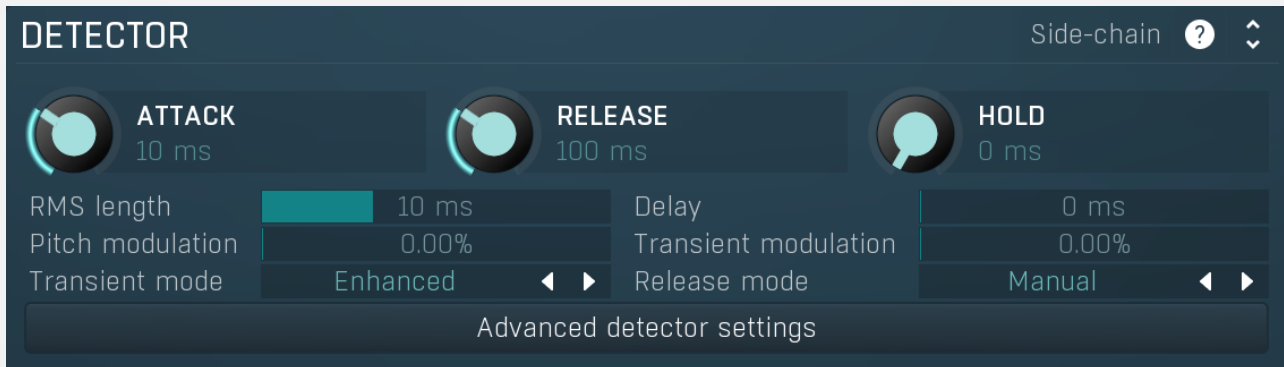 DETECTOR Side-chain ?
ATTACK RELEASE HOLD
10 ms 100 ms 0 ms
RMS length 10 ms Delay 0 ms
Pitch modulation 0.00% Transient modulation 0.00%
Transient mode Enhanced Release mode Manual
Advanced detector settings